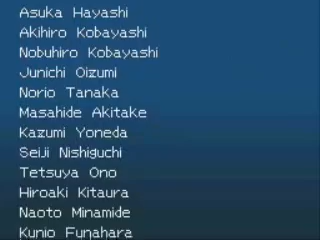 Asuka Hayashi
Akihiro Kobayashi
Nobuhiro Kobayashi
Junichi Oizumi
Norio Tanaka
Masahide Akitake
Kazumi Yoneda
Seiji Nishiguchi
Tetsuya Ono
Hiroaki Kitaura
Naoto Minamide
Kunio Funahara